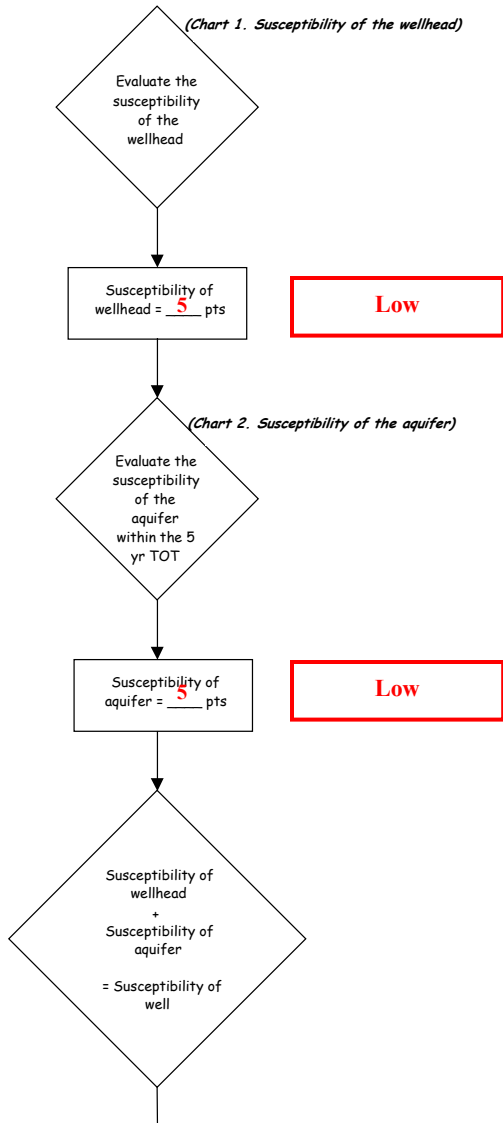 (Chart 1. Susceptibility of the wellhead)
Evaluate the
susceptibility
of the
wellhead
Susceptibility of
wellhead = __5__ pts
Low
(Chart 2. Susceptibility of the aquifer)
Evaluate the
susceptibility
of the
aquifer
within the 5
yr TOT
Susceptibility of
aquifer = __5__ pts
Low
Susceptibility of
wellhead
+
Susceptibility of
aquifer
= Susceptibility of
well